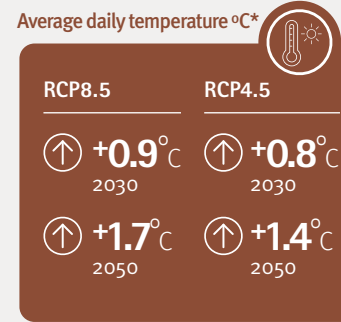 Average daily temperature ºC*
RCP8.5 RCP4.5
+0.9°C +0.8°C
2030 2030
+1.7°C +1.4°C
2050 2050